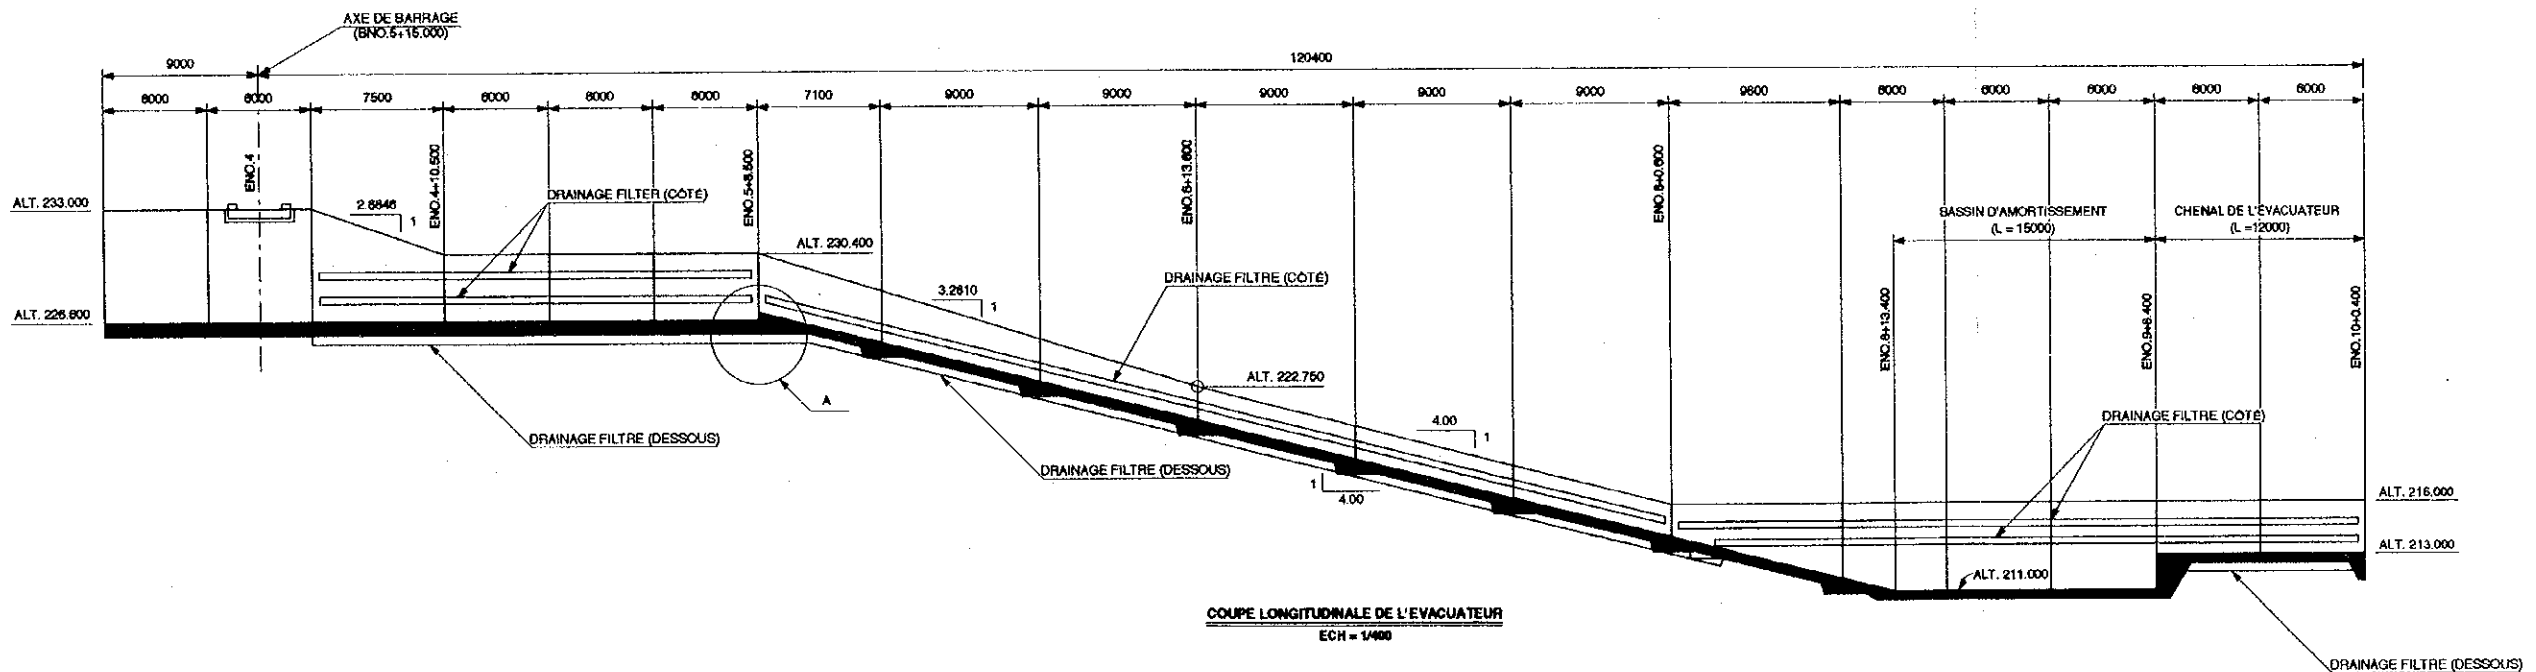 AXE DE BARRAGE
(BNO.5+15.000)
9000
120400
6000
6000
7500
6000
6000
6000
7100
9000
9000
9000
9000
9000
9800
6000
6000
6000
6000
6000
ENO.4
ENO.4+10.500
ENO.5+8.500
ENO.6+13.600
ENO.8+0.600
ENO.8+13.400
ENO.9+8.400
ENO.10+0.400
ALT. 233.000
2.8846
1
DRAINAGE FILTER (CÔTÉ)
ALT. 230.400
BASSIN D'AMORTISSEMENT
(L = 15000)
CHENAL DE L'ÉVACUATEUR
(L =12000)
DRAINAGE FILTRE (CÔTÉ)
3.2610
1
ALT. 226.800
ALT. 222.750
A
DRAINAGE FILTRE (DESSOUS)
4.00
1
DRAINAGE FILTRE (CÔTÉ)
DRAINAGE FILTRE (DESSOUS)
1
4.00
ALT. 216.000
ALT. 213.000
ALT. 211.000
COUPE LONGITUDINALE DE L'EVACUATEUR
ECH = 1/400
DRAINAGE FILTRE (DESSOUS)